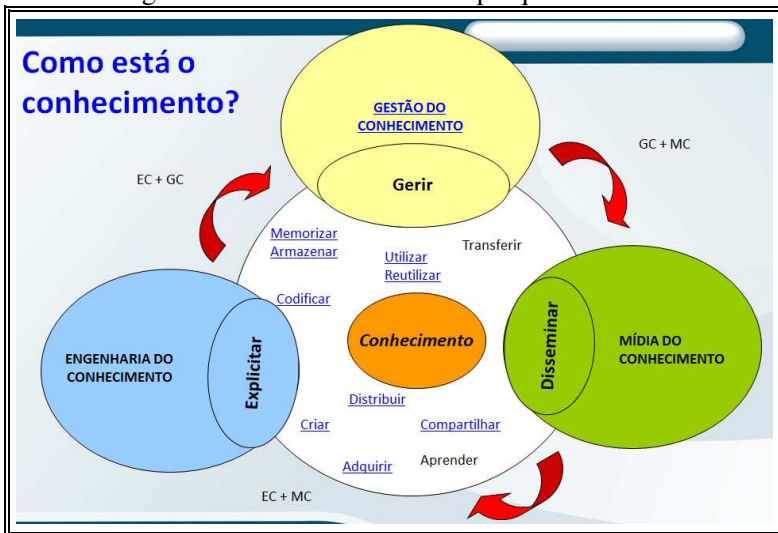 Como está o
conhecimento?
GESTÃO DO
CONHECIMENTO
GC + MC
EC + GC
Gerir
Memorizar
Armazenar
Utilizar
Reutilizar
Transferir
Codificar
ENGENHARIA DO
CONHECIMENTO
Explicitar
Conhecimento
Disseminar
MÍDIA DO
CONHECIMENTO
Distribuir
Criar
Compartilhar
Adquirir
Aprender
EC + MC